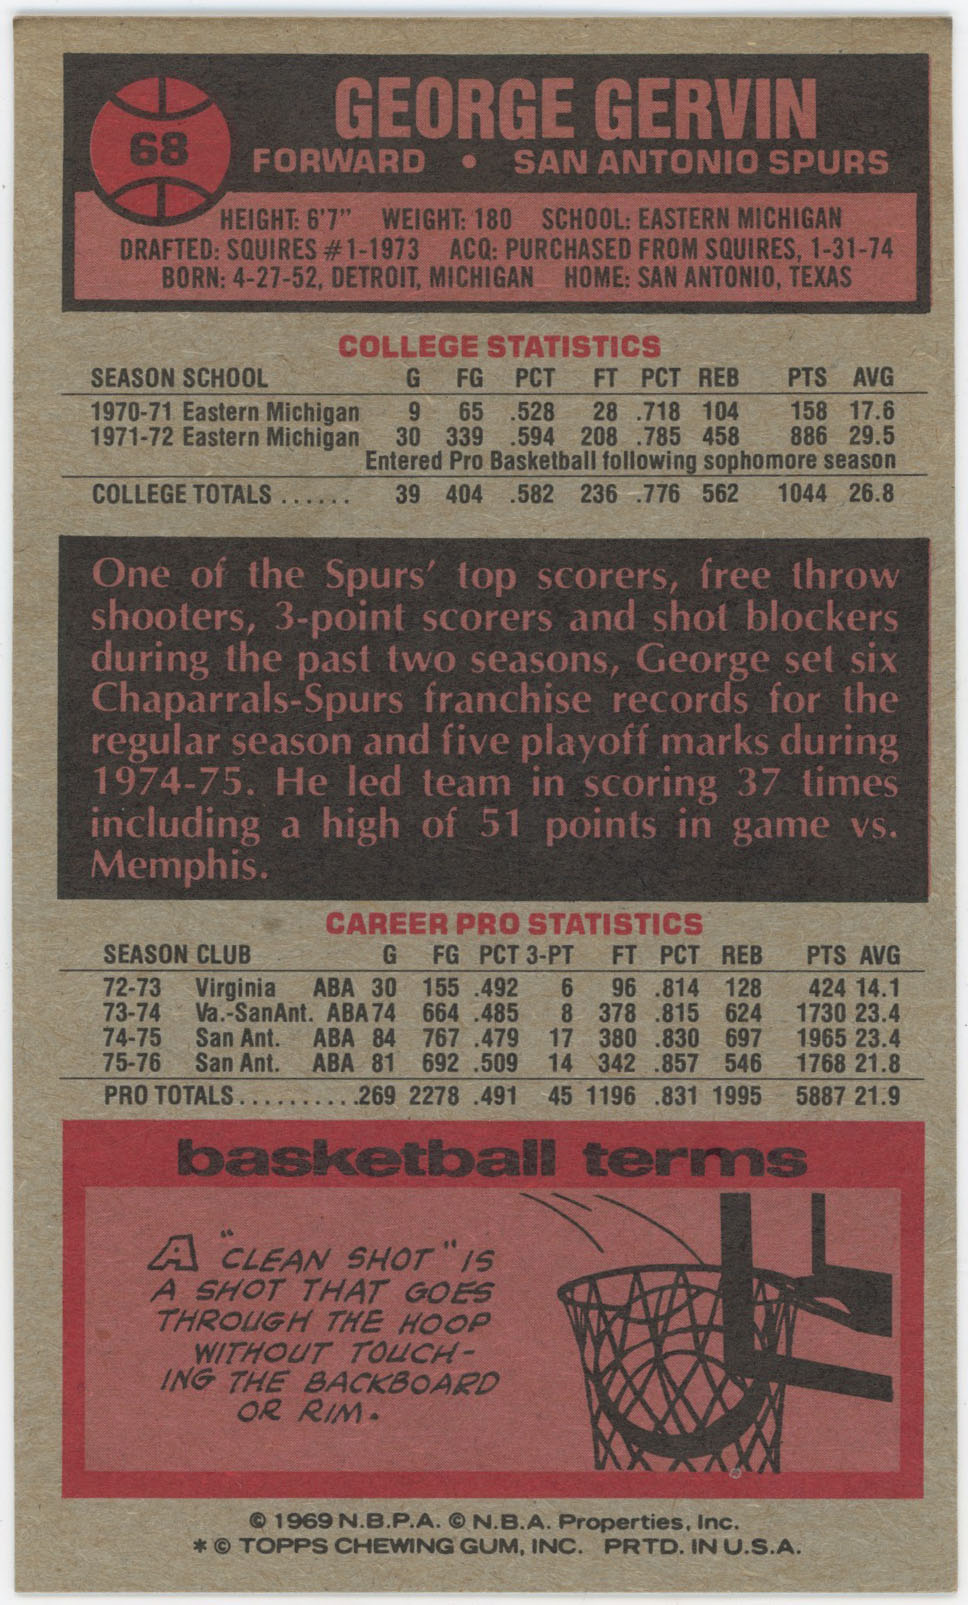 68
GEORGE GERVIN
FORWARD • SAN ANTONIO SPURS
HEIGHT: 6'7" WEIGHT: 180 SCHOOL: EASTERN MICHIGAN
DRAFTED: SQUIRES #1-1973 ACQ: PURCHASED FROM SQUIRES, 1-31-74
BORN: 4-27-52, DETROIT, MICHIGAN HOME: SAN ANTONIO, TEXAS
COLLEGE STATISTICS
SEASON SCHOOL G FG PCT FT PCT REB PTS AVG
1970-71 Eastern Michigan 9 65 .528 28 .718 104 158 17.6
1971-72 Eastern Michigan 30 339 .594 208 .785 458 886 29.5
Entered Pro Basketball following sophomore season
COLLEGE TOTALS ...... 39 404 .582 236 .776 562 1044 26.8
One of the Spurs' top scorers, free throw
shooters, 3-point scorers and shot blockers
during the past two seasons, George set six
Chaparrals-Spurs franchise records for the
regular season and five playoff marks during
1974-75. He led team in scoring 37 times
including a high of 51 points in game vs.
Memphis.
CAREER PRO STATISTICS
SEASON CLUB G FG PCT 3-PT FT PCT REB PTS AVG
72-73 Virginia ABA 30 155 .492 6 96 .814 128 424 14.1
73-74 Va.-SanAnt. ABA 74 664 .485 8 378 .815 624 1730 23.4
74-75 San Ant. ABA 84 767 .479 17 380 .830 697 1965 23.4
75-76 San Ant. ABA 81 692 .509 14 342 .857 546 1768 21.8
PRO TOTALS..........269 2278 .491 45 1196 .831 1995 5887 21.9
basketball terms
A "CLEAN SHOT" IS
A SHOT THAT GOES
THROUGH THE HOOP
WITHOUT TOUCH-
ING THE BACKBOARD
OR RIM.
© 1969 N.B.P.A. © N.B.A. Properties, Inc.
* © TOPPS CHEWING GUM, INC. PRTD. IN U.S.A.